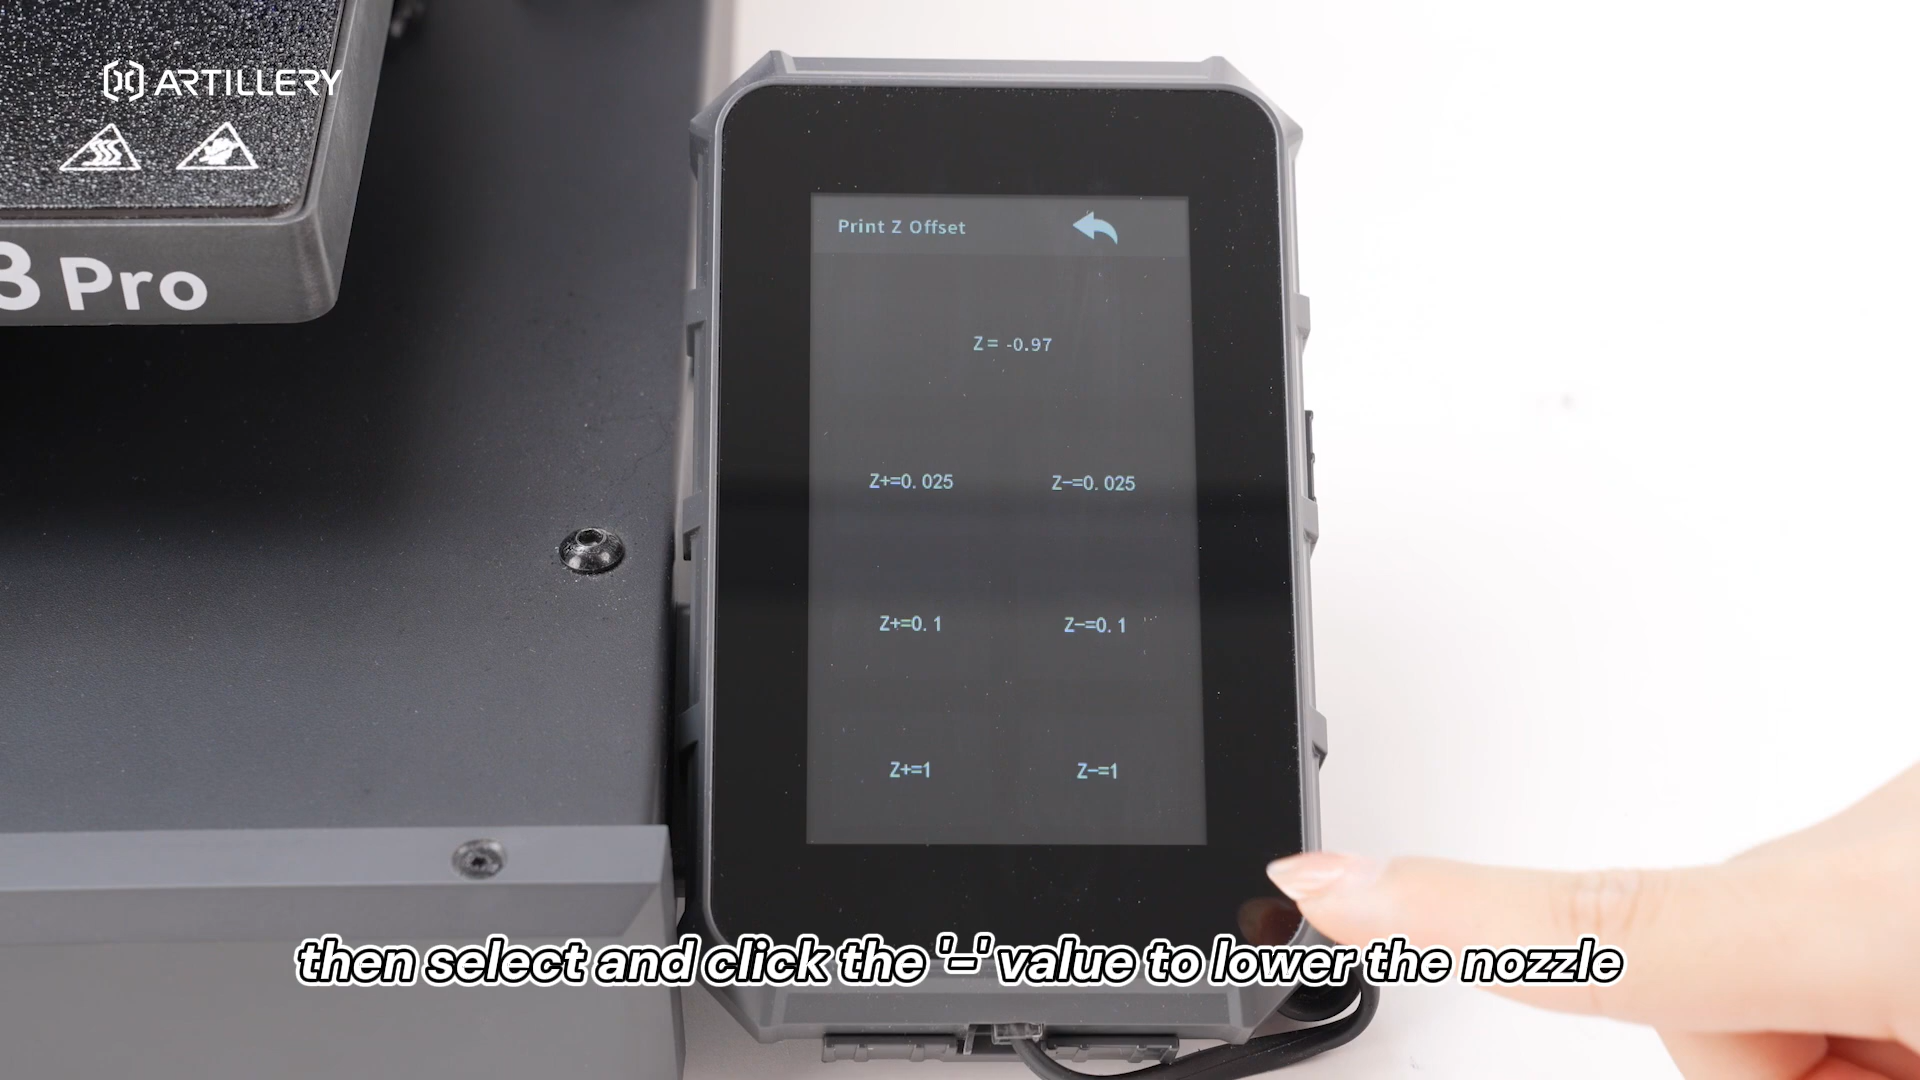 ARTILLERY
3 Pro
Print Z Offset
Z= -0.97
Z+=0.025 Z-=0.025
Z+=0.1 Z-=0.1
Z+=1 Z-=1
then select and click the '-' value to lower the nozzle